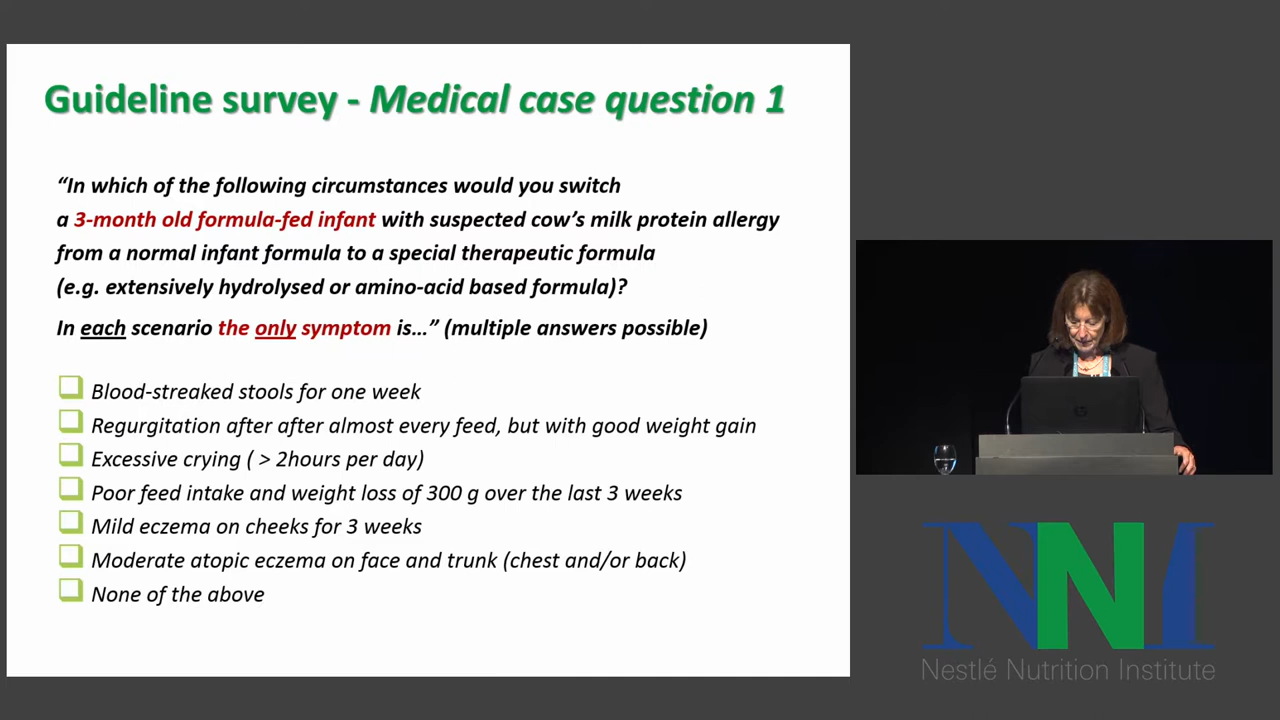 Guideline survey - Medical case question 1
“In which of the following circumstances would you switch
a 3-month old formula-fed infant with suspected cow’s milk protein allergy
from a normal infant formula to a special therapeutic formula
(e.g. extensively hydrolysed or amino-acid based formula)?
In each scenario the only symptom is…” (multiple answers possible)
Blood-streaked stools for one week
Regurgitation after after almost every feed, but with good weight gain
Excessive crying ( > 2hours per day)
Poor feed intake and weight loss of 300 g over the last 3 weeks
Mild eczema on cheeks for 3 weeks
Moderate atopic eczema on face and trunk (chest and/or back)
None of the above
NNI
Nestlé Nutrition Institute